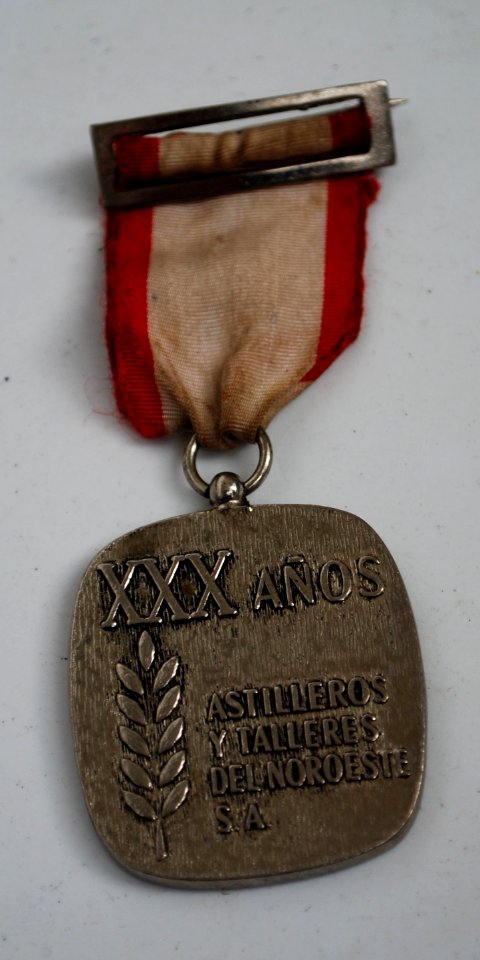 XXX AÑOS
ASTILLEROS
Y TALLERES
DEL NOROESTE
S.A.